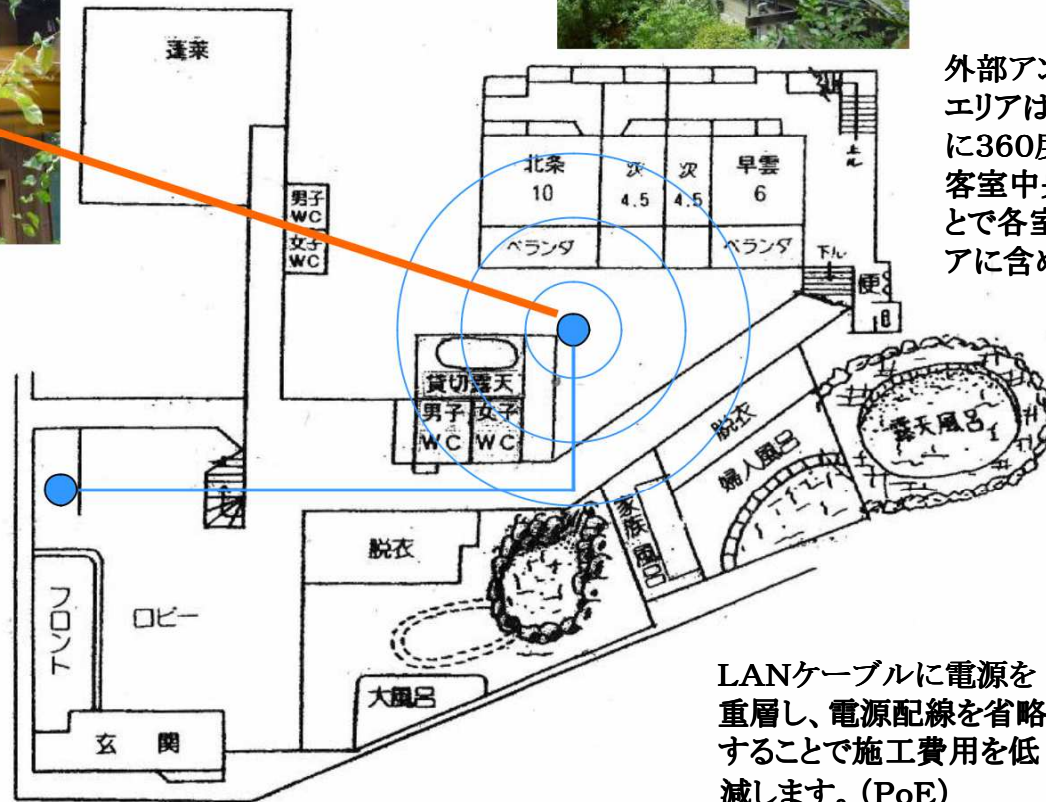 蓬莱
外部アン
エリアは
に360度
客室中央
とで各室
アに含め
北条
10
次
4.5
次
4.5
早雲
6
上ル
男子
WC
女子
WC
ベランダ
ベランダ
下ル
便
貸切露天
男子
WC
女子
WC
脱衣
露天風呂
婦人風呂
家族風呂
脱衣
フロント
ロビー
大風呂
玄 関
LANケーブルに電源を
重層し、電源配線を省略
することで施工費用を低
減します。(PoE)